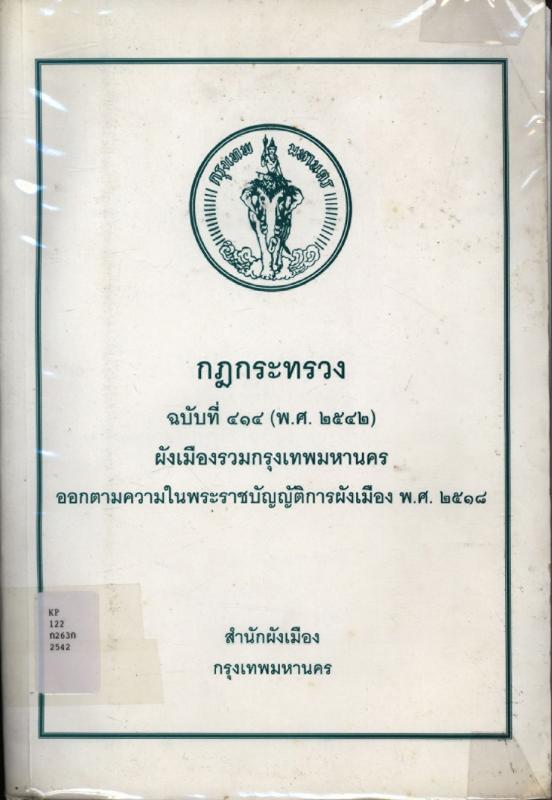 กรุงเทพ มหานคร
กฎกระทรวง
ฉบับที่ ๔๑๔ (พ.ศ. ๒๕๔๒)
ผังเมืองรวมกรุงเทพมหานคร
ออกตามความในพระราชบัญญัติการผังเมือง พ.ศ. ๒๕๑๘
KP
122
ก263ก
2542
สำนักผังเมือง
กรุงเทพมหานคร